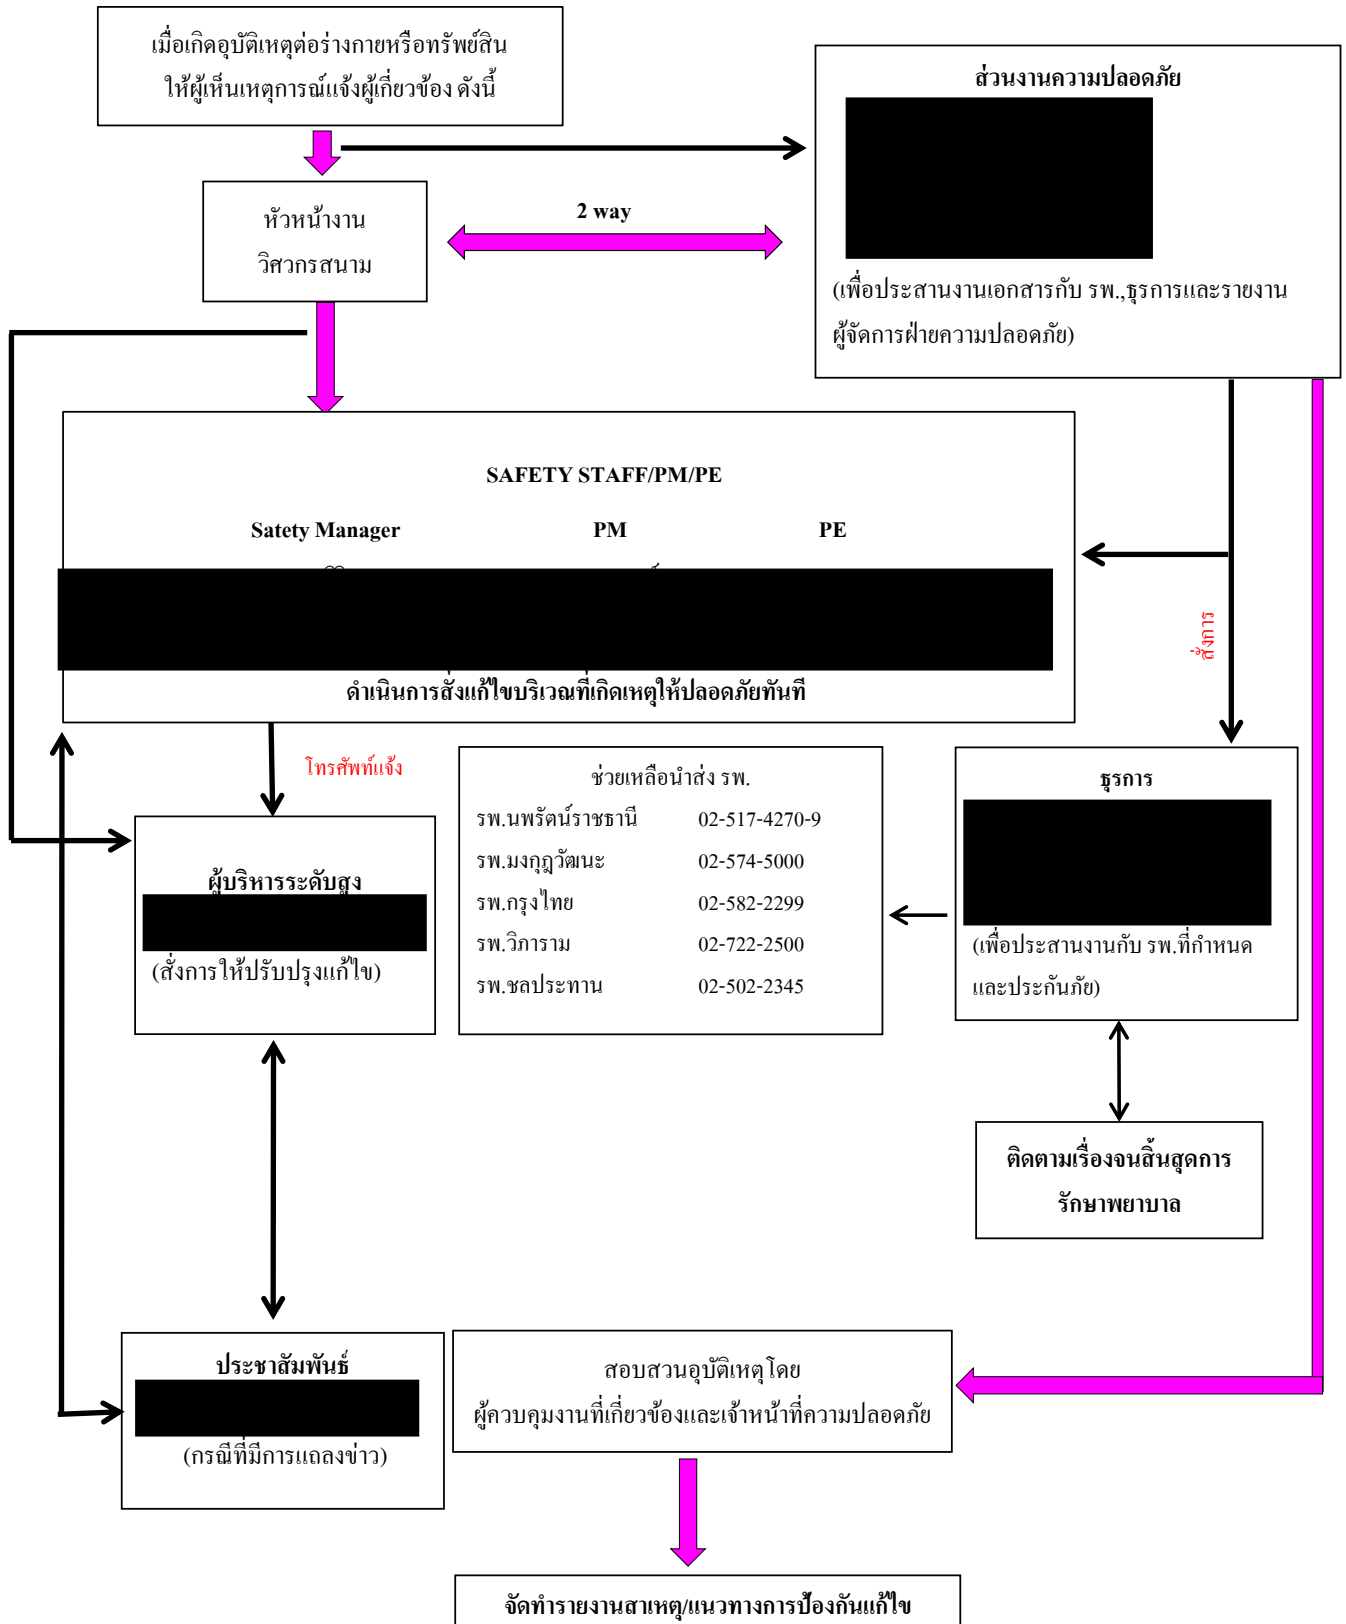 เมื่อเกิดอุบัติเหตุต่อร่างกายหรือทรัพย์สิน
ให้ผู้เห็นเหตุการณ์แจ้งผู้เกี่ยวข้อง ดังนี้
ส่วนงานความปลอดภัย
(เพื่อประสานงานเอกสารกับ รพ.,ธุรการและรายงาน
ผู้จัดการฝ่ายความปลอดภัย)
หัวหน้างาน
วิศวกรสนาม
2 way
SAFETY STAFF/PM/PE
Satety Manager PM PE
ดำเนินการสั่งแก้ไขบริเวณที่เกิดเหตุให้ปลอดภัยทันที
สั่งการ
โทรศัพท์แจ้ง
ผู้บริหารระดับสูง
(สั่งการให้ปรับปรุงแก้ไข)
ช่วยเหลือนำส่ง รพ.
รพ.นพรัตน์ราชธานี 02-517-4270-9
รพ.มงกุฎวัฒนะ 02-574-5000
รพ.กรุงไทย 02-582-2299
รพ.วิภาราม 02-722-2500
รพ.ชลประทาน 02-502-2345
ธุรการ
(เพื่อประสานงานกับ รพ.ที่กำหนด
และประกันภัย)
ติดตามเรื่องจนสิ้นสุดการ
รักษาพยาบาล
ประชาสัมพันธ์
(กรณีที่มีการแถลงข่าว)
สอบสวนอุบัติเหตุโดย
ผู้ควบคุมงานที่เกี่ยวข้องและเจ้าหน้าที่ความปลอดภัย
จัดทำรายงานสาเหตุ/แนวทางการป้องกันแก้ไข